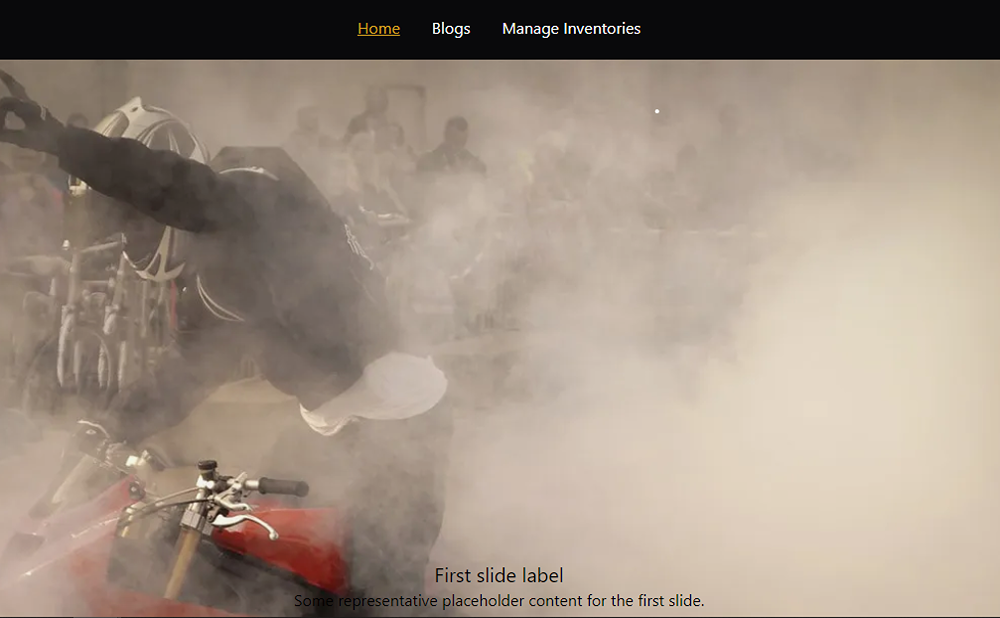 Home Blogs Manage Inventories
First slide label
Some representative placeholder content for the first slide.